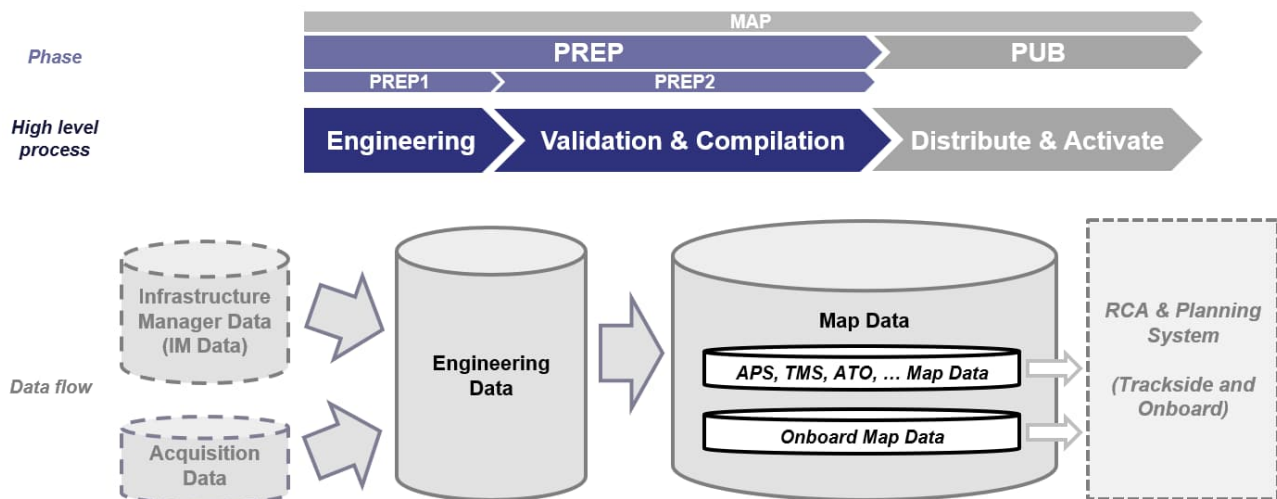 MAP
Phase
PREP
PUB
PREP1
PREP2
High level
process
Engineering
Validation & Compilation
Distribute & Activate
Data flow
Infrastructure
Manager Data
(IM Data)
Acquisition
Data
Engineering
Data
Map Data
APS, TMS, ATO, ... Map Data
Onboard Map Data
RCA & Planning
System
(Trackside and
Onboard)